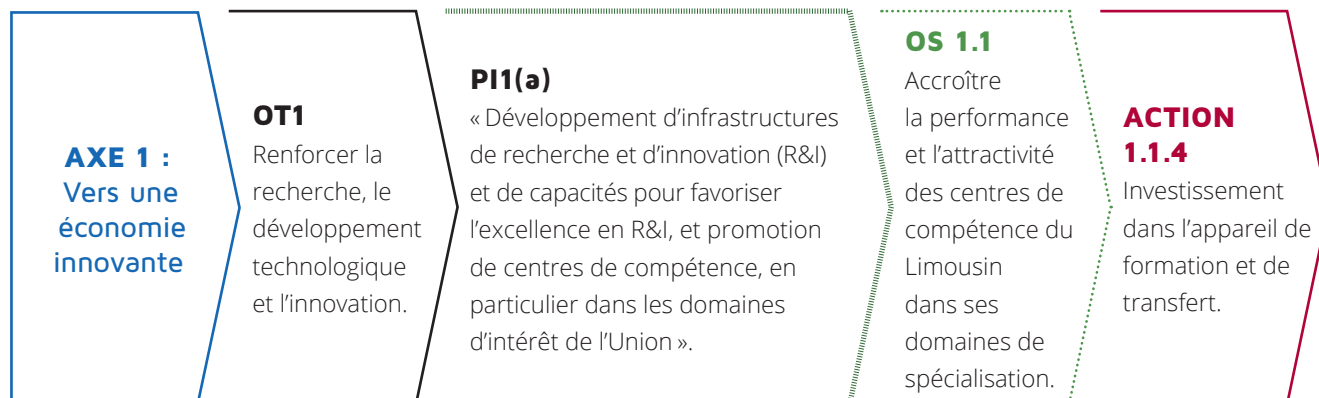 AXE 1 :
Vers une
économie
innovante
OT1
Renforcer la
recherche, le
développement
technologique
et l’innovation.
PI1(a)
« Développement d’infrastructures
de recherche et d’innovation (R&I)
et de capacités pour favoriser
l’excellence en R&I, et promotion
de centres de compétence, en
particulier dans les domaines
d’intérêt de l’Union ».
OS 1.1
Accroître
la performance
et l’attractivité
des centres de
compétence du
Limousin
dans ses
domaines de
spécialisation.
ACTION
1.1.4
Investissement
dans l’appareil de
formation et de
transfert.